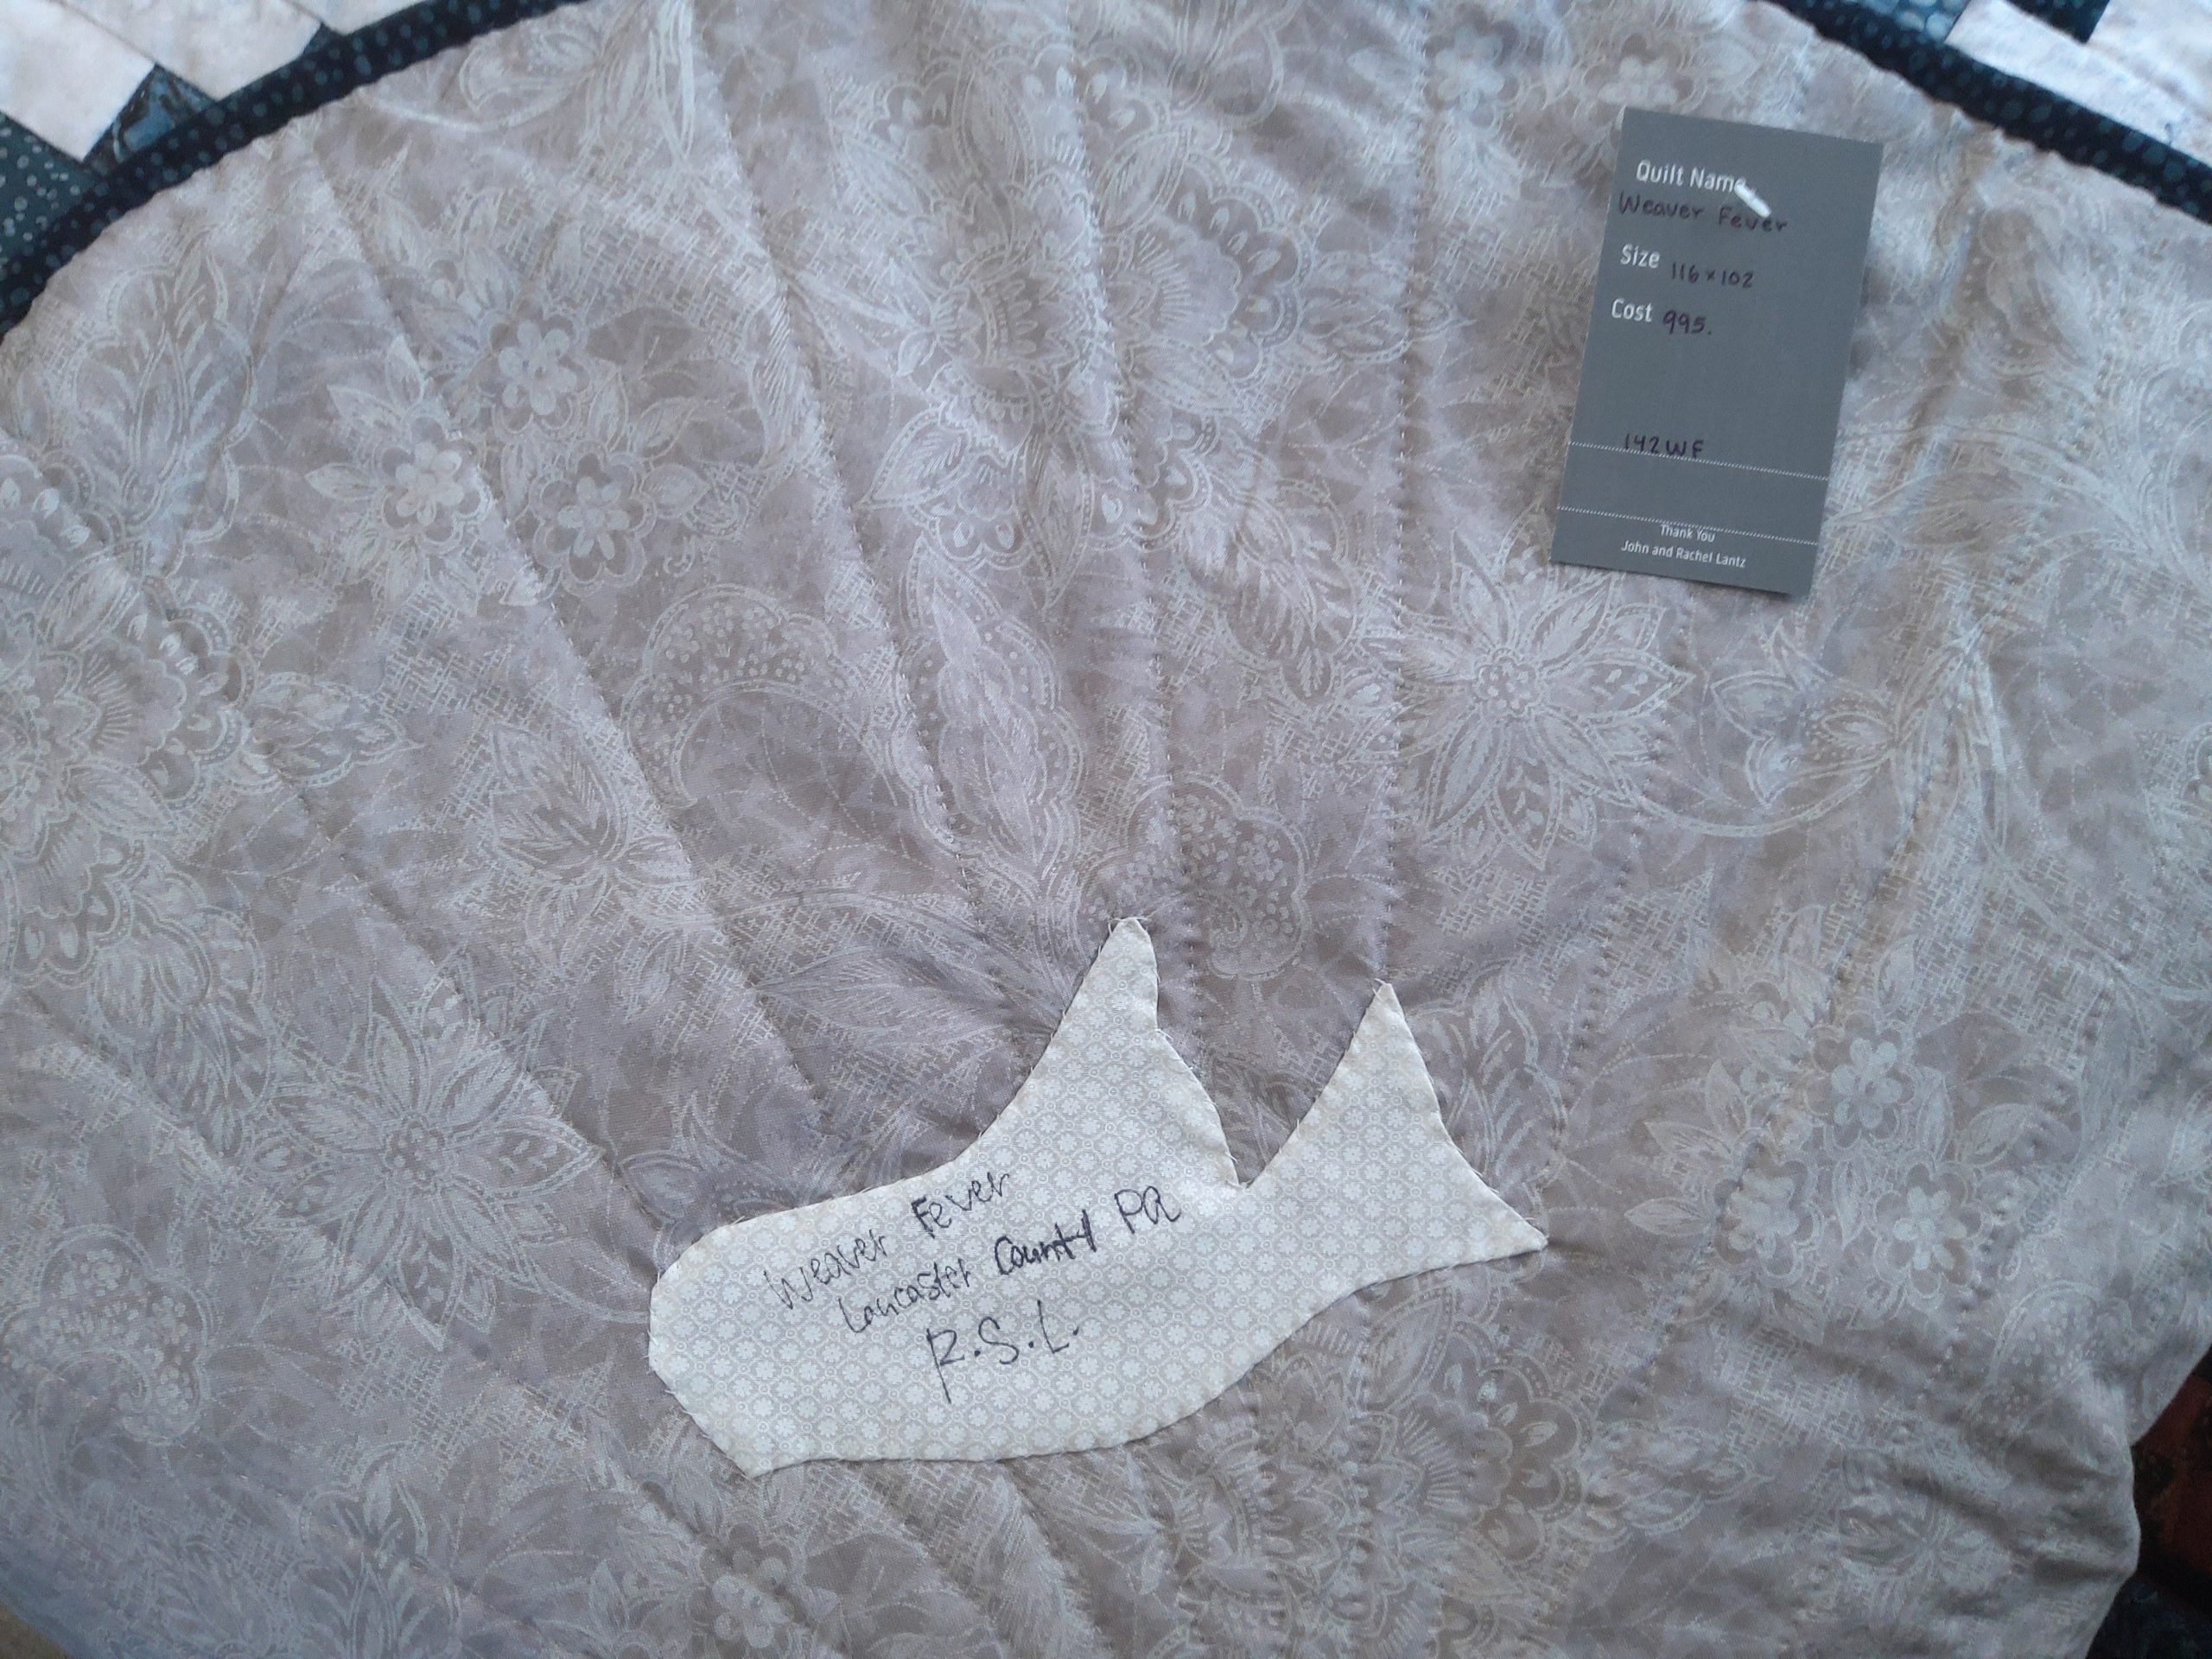 Quilt Name
Weaver Fever
Size 116 x 102
Cost 995.
142WF
Thank You
John and Rachel Lantz
Weaver Fever
Lancaster County Pa
R.S.L.